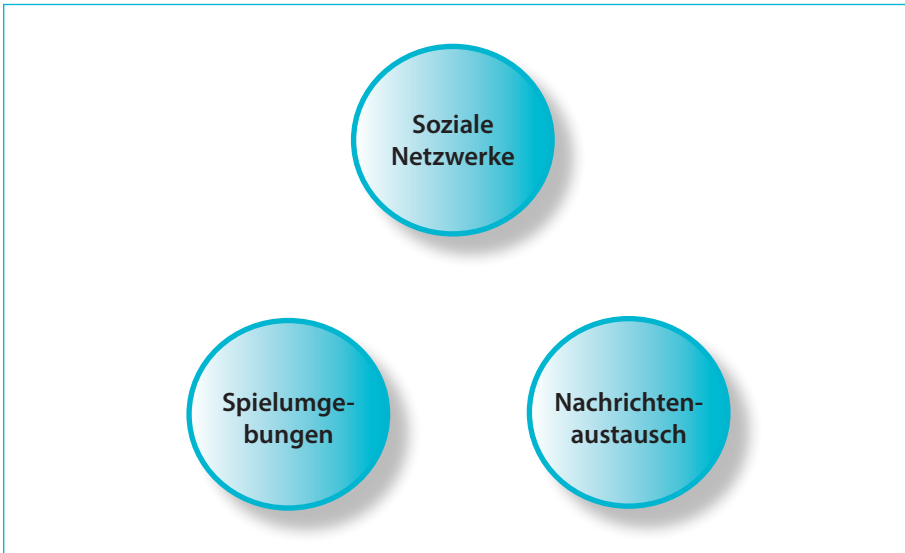 Soziale
Netzwerke
Spielumge-
bungen
Nachrichten-
austausch